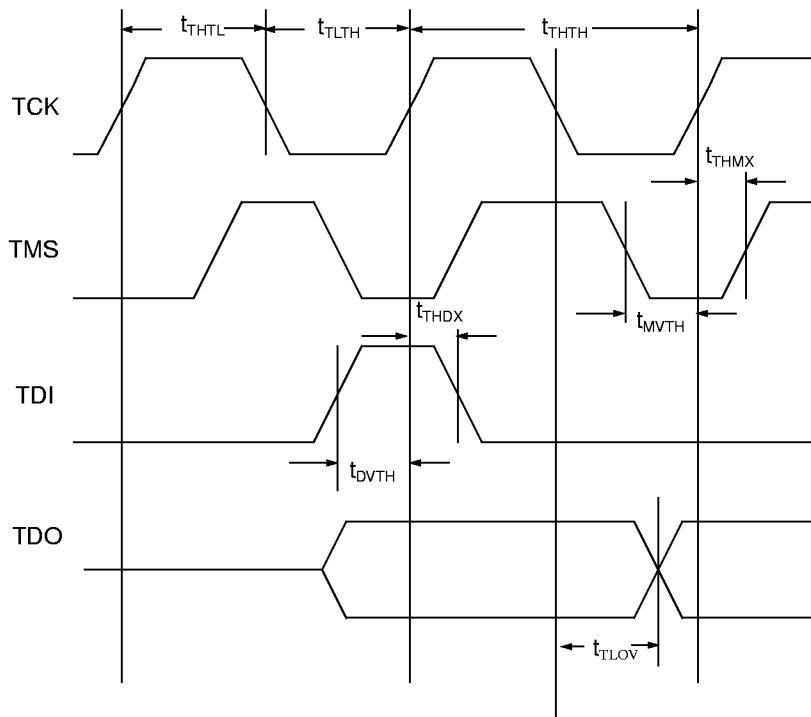 tTHTL tTLTH tTHTH
TCK
tTHMX
TMS
tTHDX
tMVTH
TDI
tDVTH
TDO
tTLOV